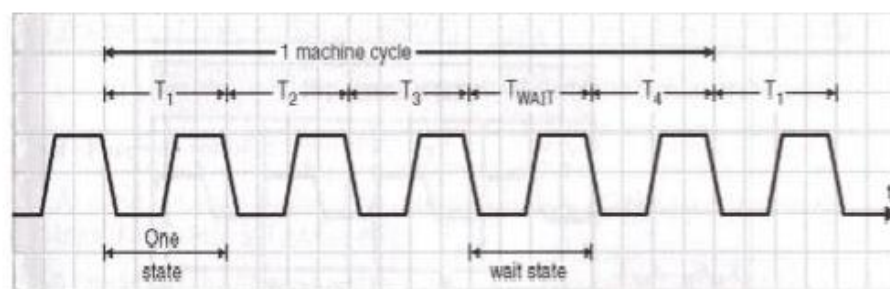 1 machine cycle
T1 T2 T3 TWAIT T4 T1
t
One
state
wait state